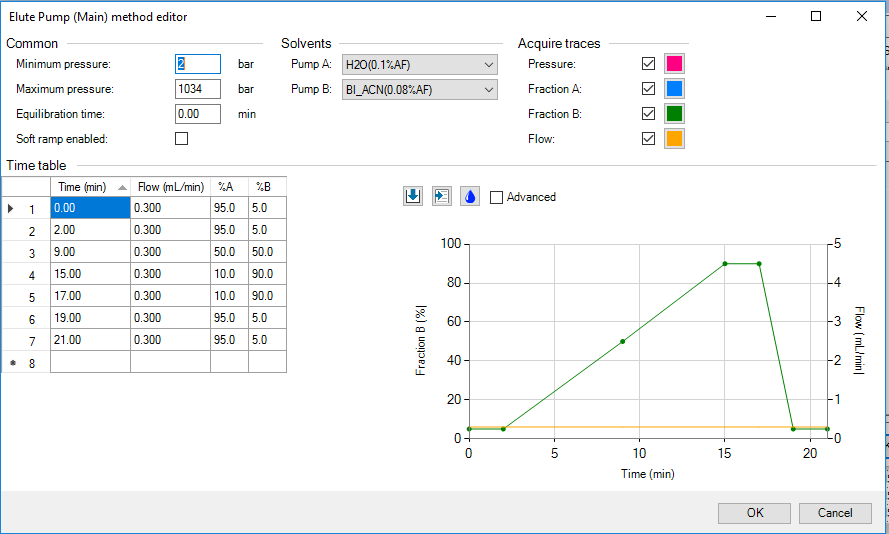 Elute Pump (Main) method editor
Common
Minimum pressure: 2 bar
Maximum pressure: 1034 bar
Equilibration time: 0.00 min
Soft ramp enabled:
Solvents
Pump A: H2O(0.1%AF)
Pump B: BI_ACN(0.08%AF)
Acquire traces
Pressure:
Fraction A:
Fraction B:
Flow:
Time table
Time (min) Flow (mL/min) %A %B
1 0.00 0.300 95.0 5.0
2 2.00 0.300 95.0 5.0
3 9.00 0.300 50.0 50.0
4 15.00 0.300 10.0 90.0
5 17.00 0.300 10.0 90.0
6 19.00 0.300 95.0 5.0
7 21.00 0.300 95.0 5.0
8
Advanced
Fraction B [%]
100
80
60
40
20
0
0 5 10 15 20
Time (min)
5
4
3
2
1
0
Flow [mL/min]
OK Cancel